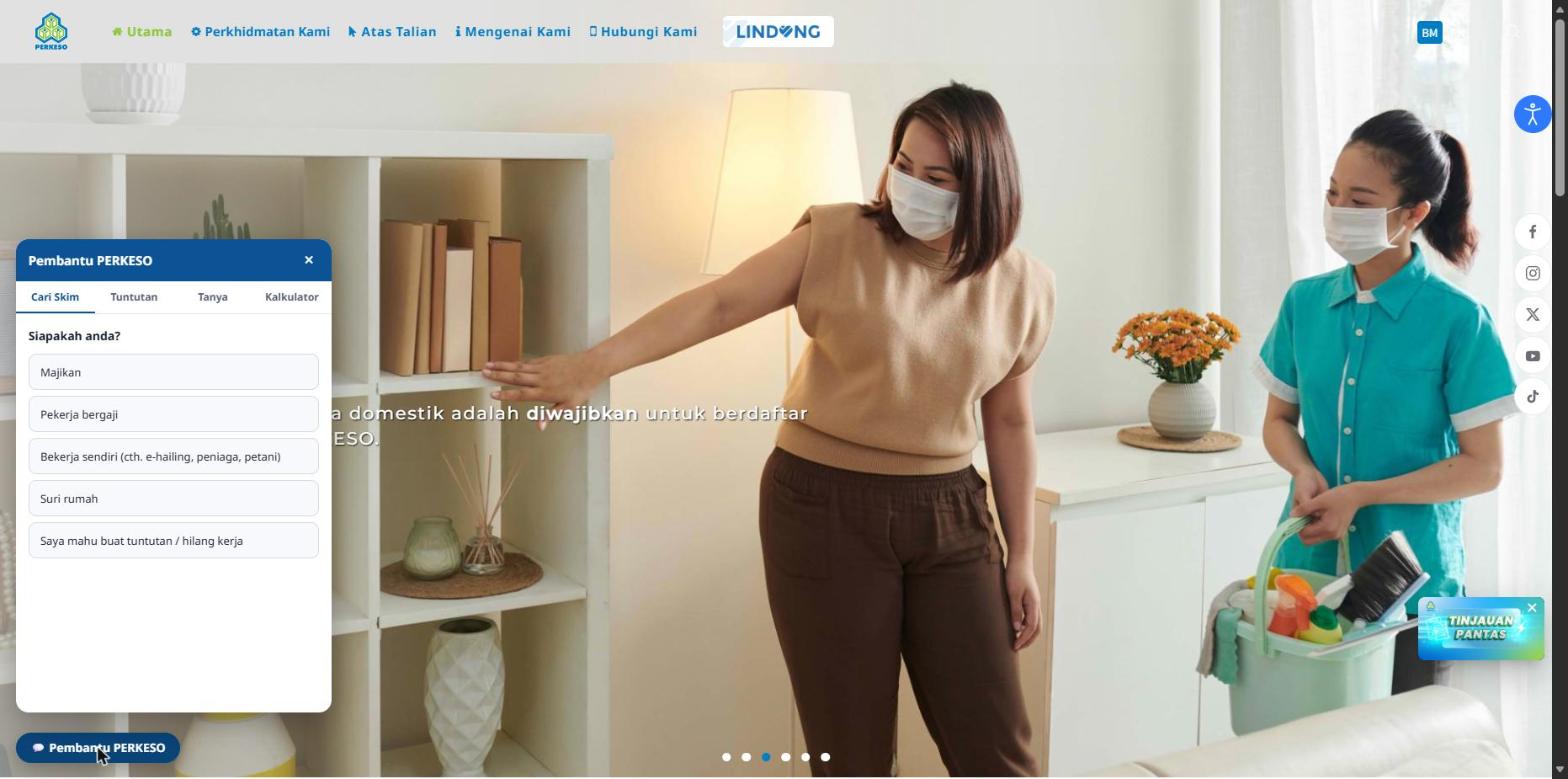 PERKESO
Utama
Perkhidmatan Kami
Atas Talian
Mengenai Kami
Hubungi Kami
LINDUNG
BM
Pembantu PERKESO
Cari Skim
Tuntutan
Tanya
Kalkulator
Siapakah anda?
Majikan
Pekerja bergaji
Bekerja sendiri (cth. e-hailing, peniaga, petani)
Suri rumah
Saya mahu buat tuntutan / hilang kerja
a domestik adalah diwajibkan untuk berdaftar
ESO.
TINJAUAN
PANTAS
Pembantu PERKESO